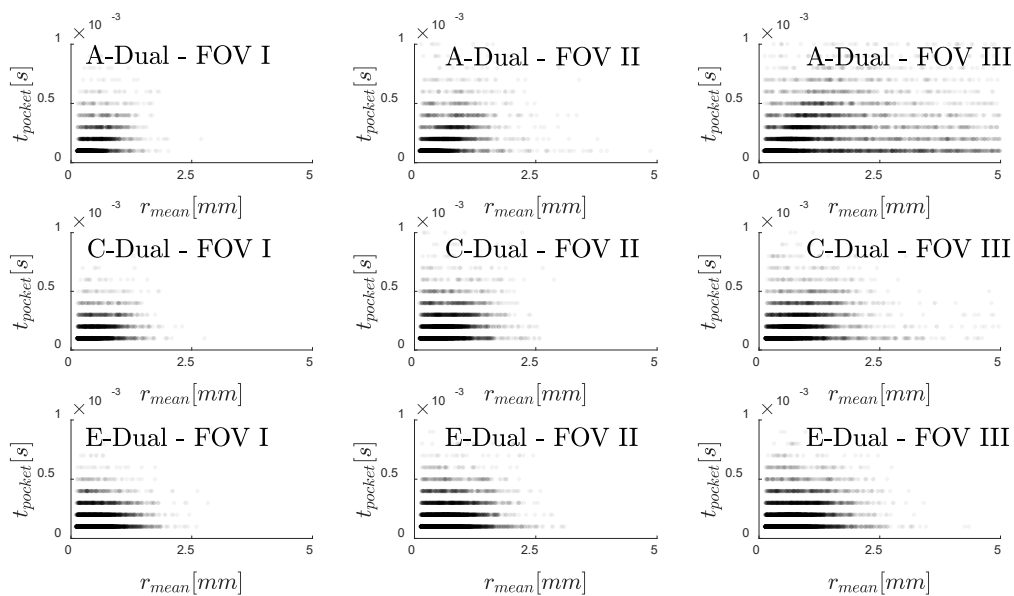 × 10 -3 × 10 -3 × 10 -3
1 A-Dual - FOV I 1 A-Dual - FOV II 1 A-Dual - FOV III
t_pocket[s] 0.5 t_pocket[s] 0.5 t_pocket[s] 0.5
0 0 0
0 2.5 5 0 2.5 5 0 2.5 5
r_mean[mm] r_mean[mm] r_mean[mm]
× 10 -3 × 10 -3 × 10 -3
1 C-Dual - FOV I 1 C-Dual - FOV II 1 C-Dual - FOV III
t_pocket[s] 0.5 t_pocket[s] 0.5 t_pocket[s] 0.5
0 0 0
0 2.5 5 0 2.5 5 0 2.5 5
r_mean[mm] r_mean[mm] r_mean[mm]
× 10 -3 × 10 -3 × 10 -3
1 E-Dual - FOV I 1 E-Dual - FOV II 1 E-Dual - FOV III
t_pocket[s] 0.5 t_pocket[s] 0.5 t_pocket[s] 0.5
0 0 0
0 2.5 5 0 2.5 5 0 2.5 5
r_mean[mm] r_mean[mm] r_mean[mm]